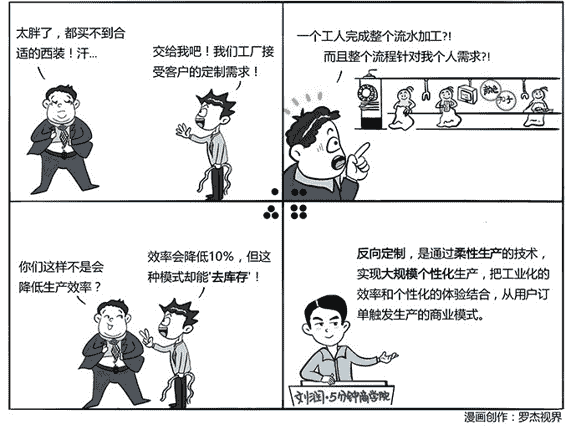 太胖了，都买不到合
适的西装！汗...
交给我吧！我们工厂接
受客户的定制需求！
一个工人完成整个流水加工?!
而且整个流程针对我个人需求?!
扣子
你们这样不是会
降低生产效率？
效率会降低10%，但这
种模式却能‘去库存’！
反向定制，是通过柔性生产的技术，
实现大规模个性化生产，把工业化的
效率和个性化的体验结合，从用户订
单触发生产的商业模式。
刘润·5分钟商学院
漫画创作：罗杰视界